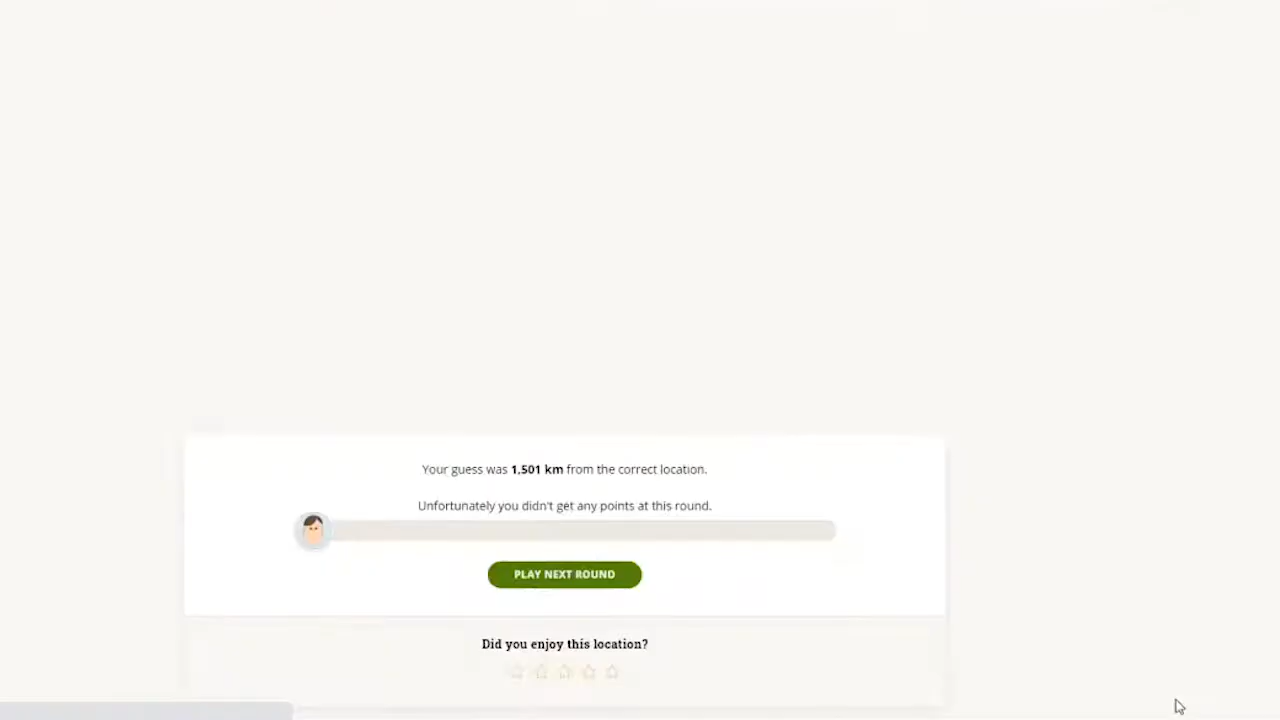 Your guess was 1,501 km from the correct location.
Unfortunately you didn't get any points at this round.
PLAY NEXT ROUND
Did you enjoy this location?